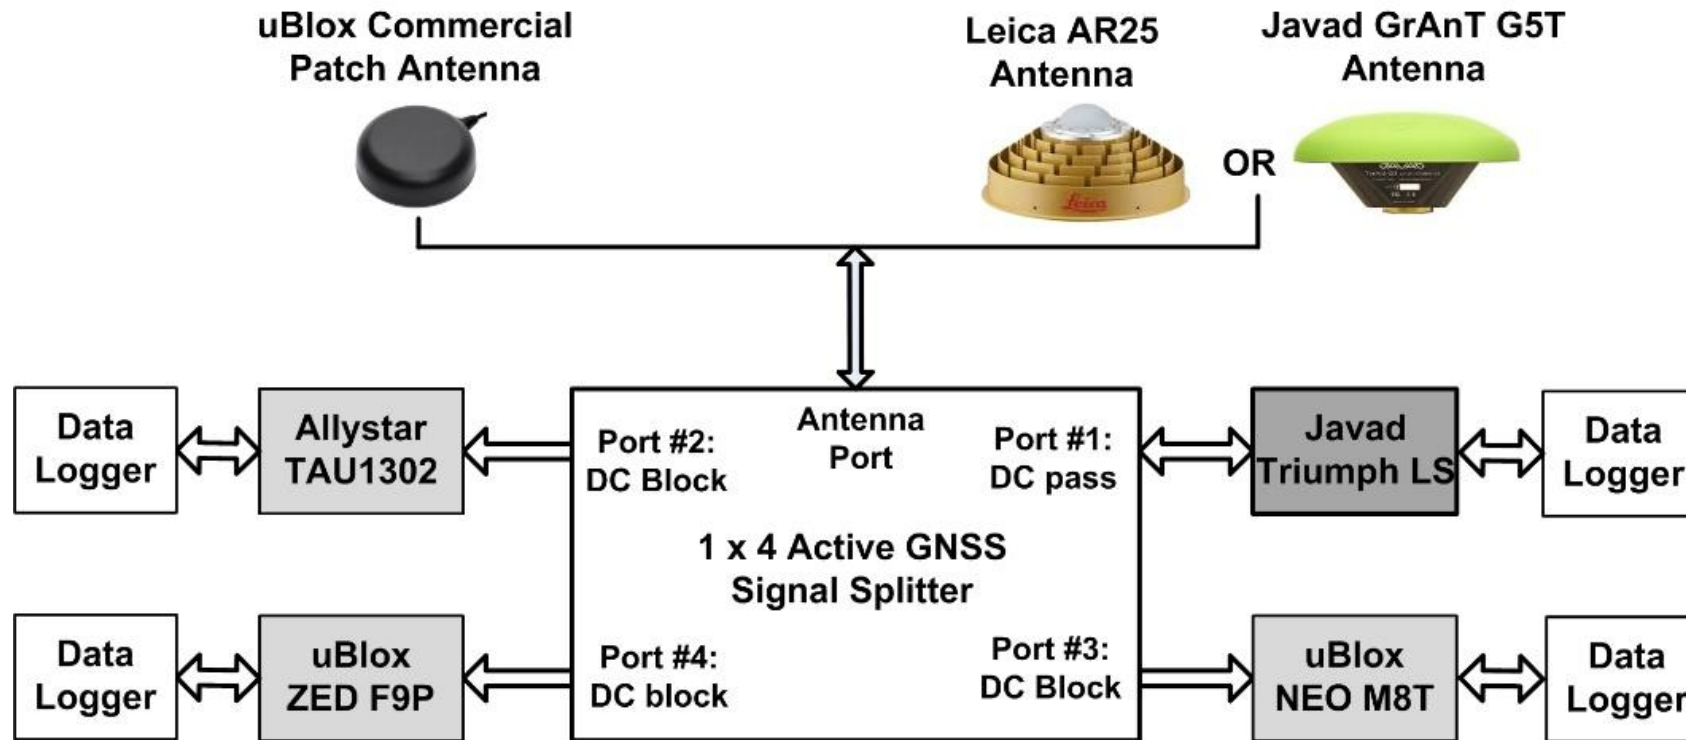 uBlox Commercial
Patch Antenna
Leica AR25
Antenna
Javad GrAnT G5T
Antenna
Leica
OR
Data
Logger
Allystar
TAU1302
Port #2:
DC Block
Antenna
Port
Port #1:
DC pass
Javad
Triumph LS
Data
Logger
1 x 4 Active GNSS
Signal Splitter
Data
Logger
uBlox
ZED F9P
Port #4:
DC block
Port #3:
DC Block
uBlox
NEO M8T
Data
Logger